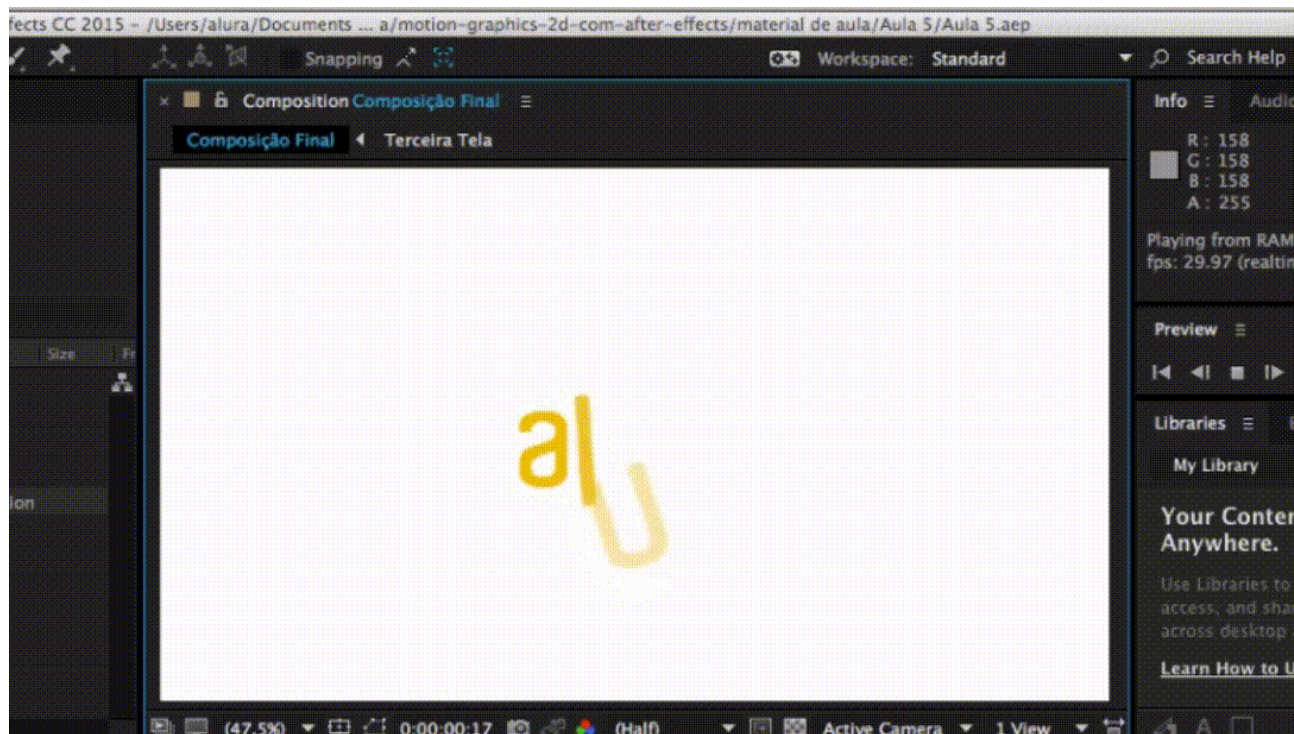 fects CC 2015 - /Users/alura/Documents ... a/motion-graphics-2d-com-after-effects/material de aula/Aula 5/Aula 5.aep
Snapping Workspace: Standard Search Help
Composition Composição Final
Info Audio
Composição Final Terceira Tela
R: 158
G: 158
B: 158
A: 255
Playing from RAM
fps: 29.97 (realtim
Preview
Size Fr
alu
Libraries
My Library
ion
Your Conten
Anywhere.
Use Libraries to
access, and shar
across desktop
Learn How to U
(47.5%) 0:00:00:17 (Half) Active Camera 1 View